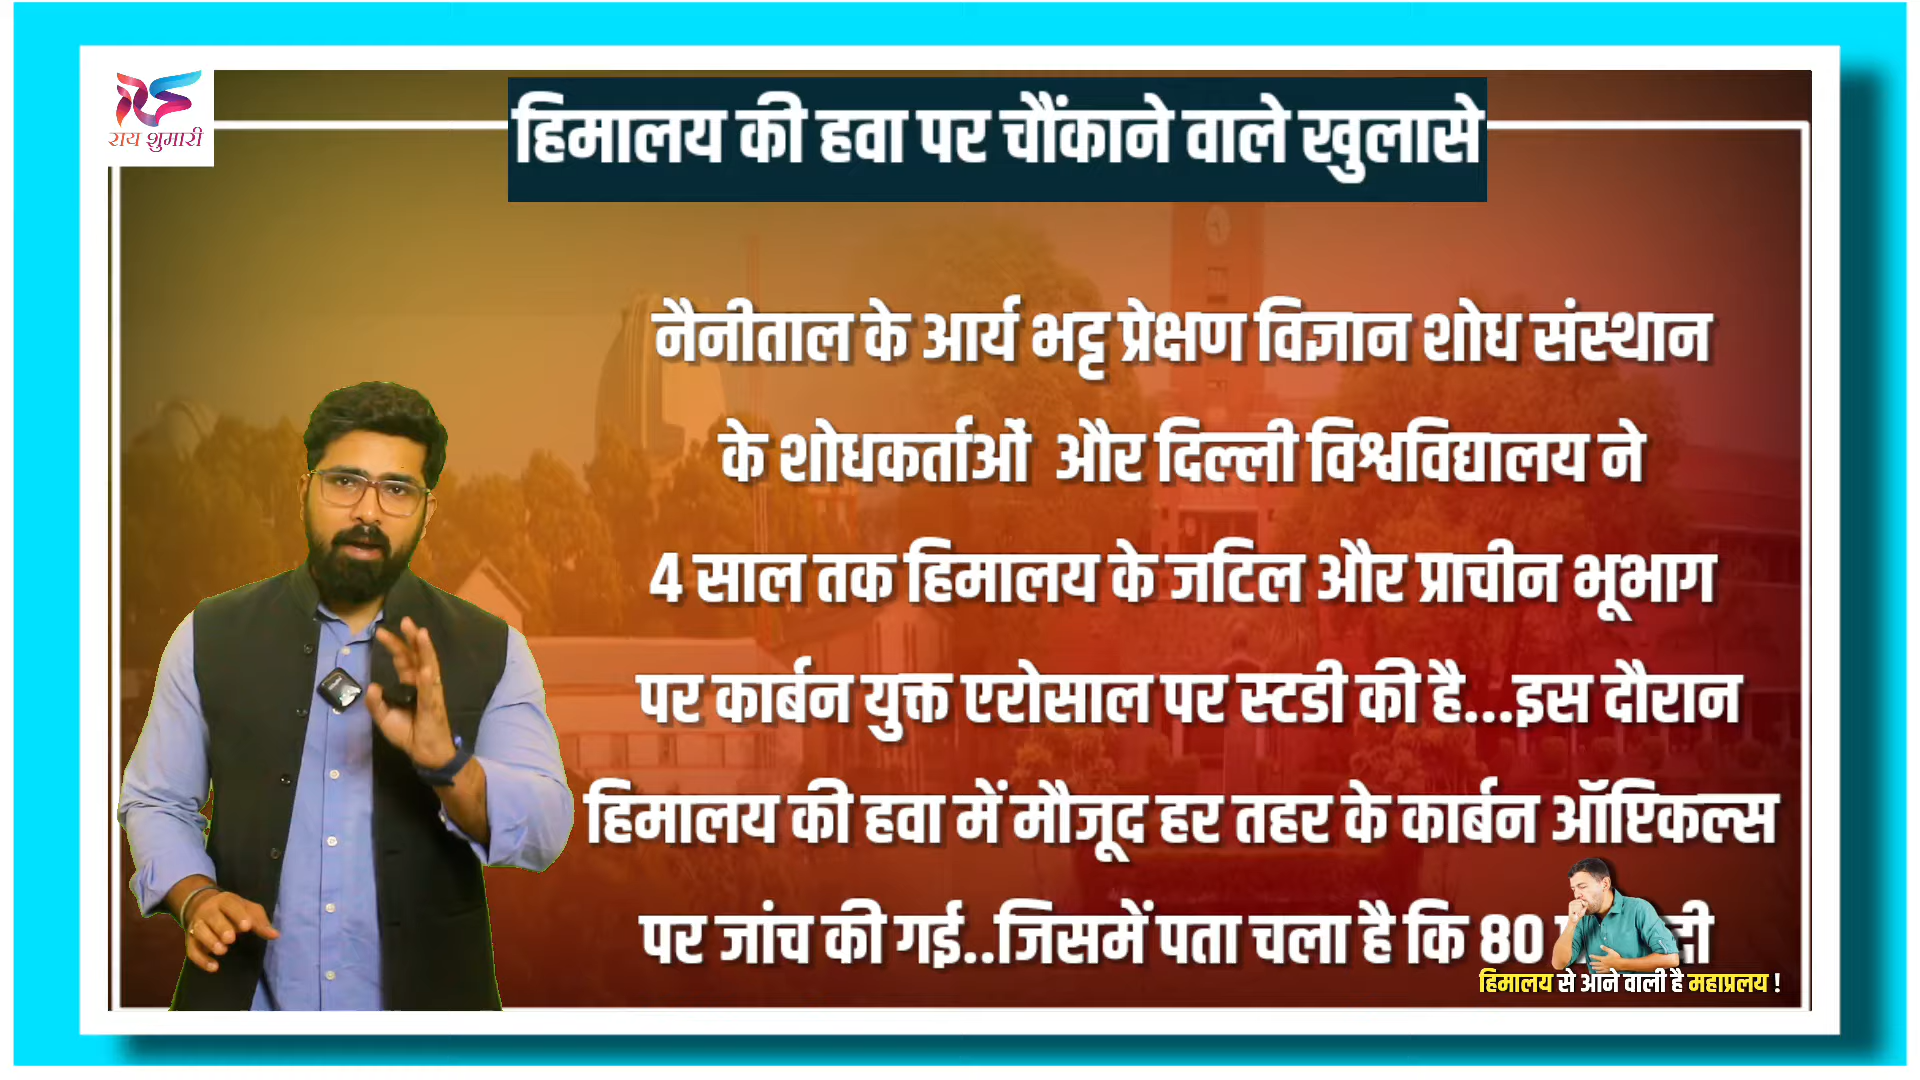 राय शुमारी
हिमालय की हवा पर चौंकाने वाले खुलासे
नैनीताल के आर्य भट्ट प्रेक्षण विज्ञान शोध संस्थान
के शोधकर्ताओं और दिल्ली विश्वविद्यालय ने
4 साल तक हिमालय के जटिल और प्राचीन भूभाग
पर कार्बन युक्त एरोसाल पर स्टडी की है...इस दौरान
हिमालय की हवा में मौजूद हर तहर के कार्बन ऑप्टिकल्स
पर जांच की गई..जिसमें पता चला है कि 80
हिमालय से आने वाली है महाप्रलय !